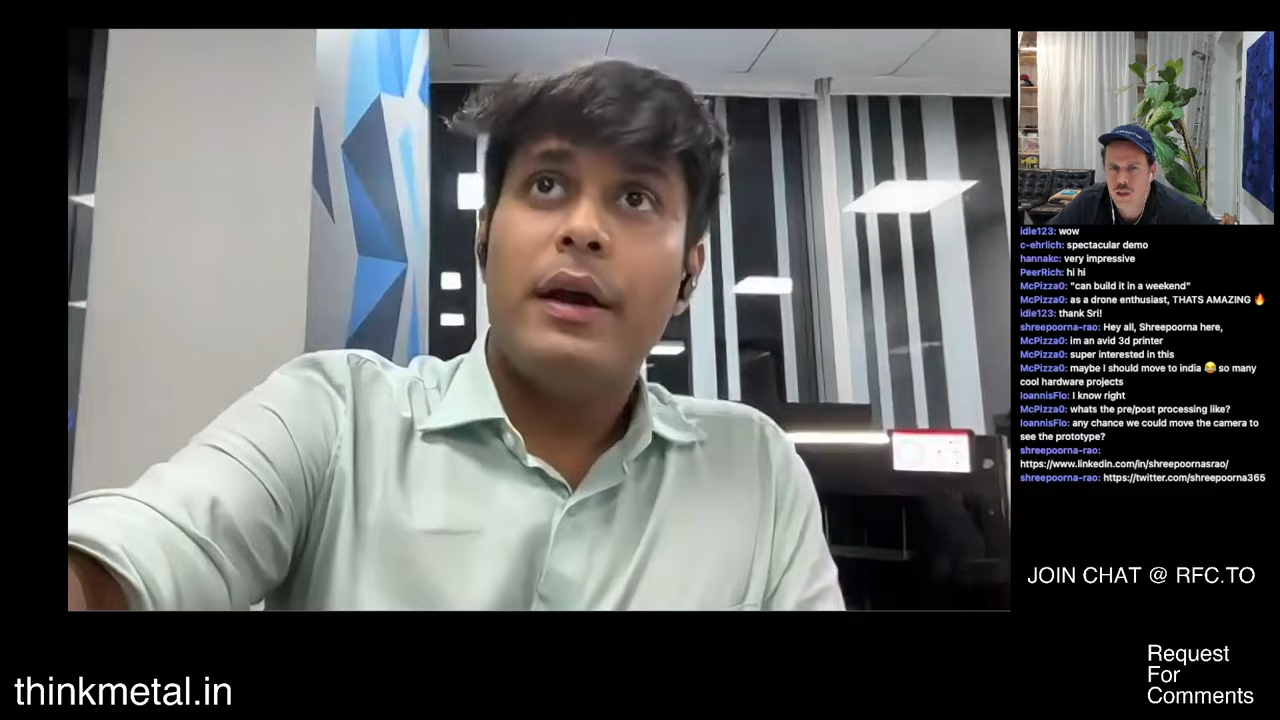 idle123: wow
c-ehrlich: spectacular demo
hannakc: very impressive
PeerRich: hi hi
McPizza0: "can build it in a weekend"
McPizza0: as a drone enthusiast, THATS AMAZING 🔥
idle123: thank Sri!
shreepoorna-rao: Hey all, Shreepoorna here,
McPizza0: im an avid 3d printer
McPizza0: super interested in this
McPizza0: maybe I should move to india 😂 so many
cool hardware projects
IoannisFlo: I know right
McPizza0: whats the pre/post processing like?
IoannisFlo: any chance we could move the camera to
see the prototype?
shreepoorna-rao:
https://www.linkedin.com/in/shreepoornasrao/
shreepoorna-rao: https://twitter.com/shreepoorna365
JOIN CHAT @ RFC.TO
thinkmetal.in
Request
For
Comments